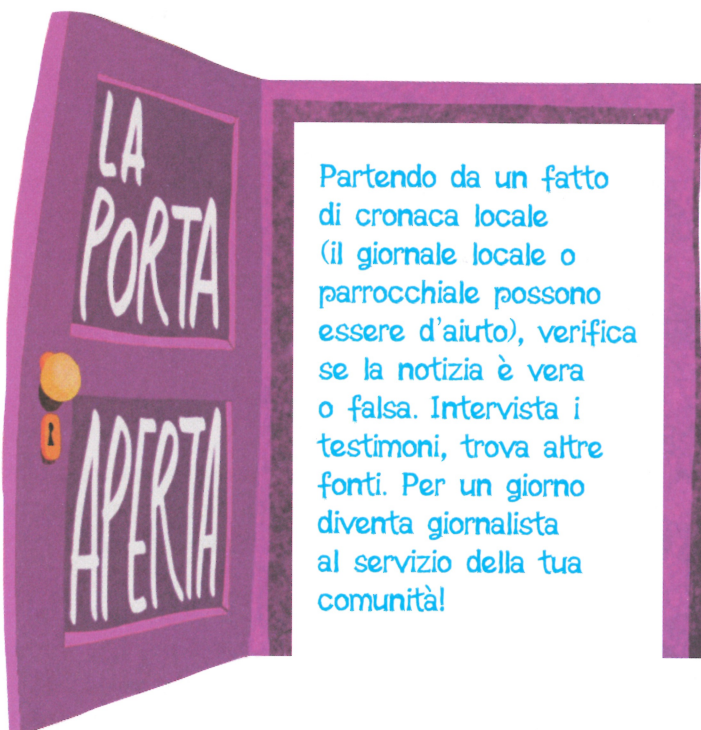 LA
PORTA
APERTA
Partendo da un fatto
di cronaca locale
(il giornale locale o
parrocchiale possono
essere d'aiuto), verifica
se la notizia è vera
o falsa. Intervista i
testimoni, trova altre
fonti. Per un giorno
diventa giornalista
al servizio della tua
comunità!